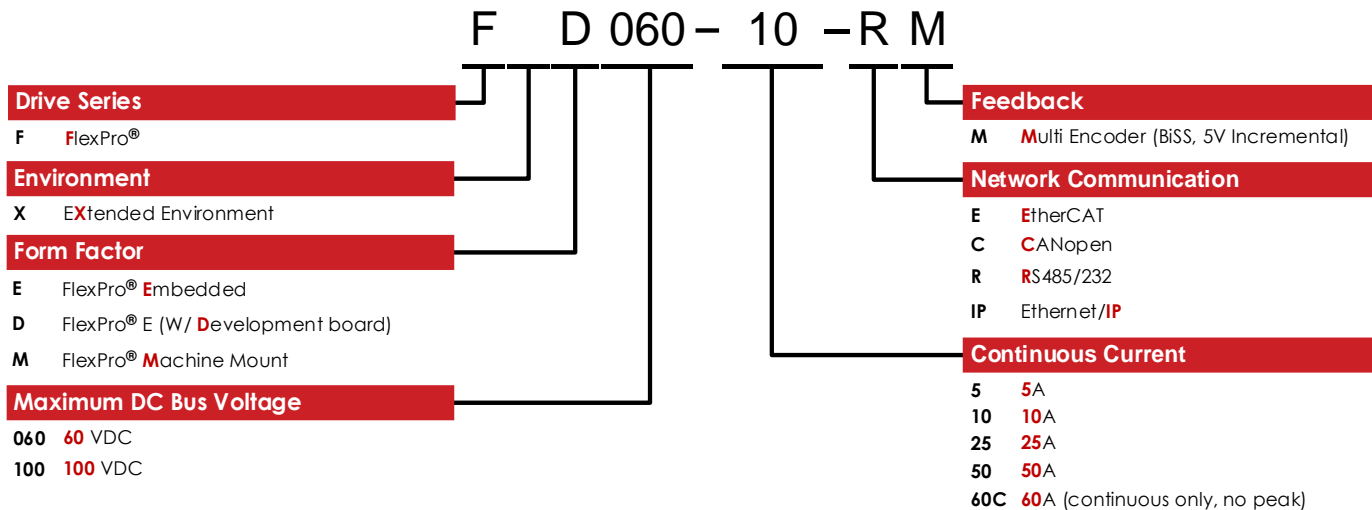 F D 060 – 10 – R M
Drive Series
F FlexPro®
Environment
X EXtended Environment
Form Factor
E FlexPro® Embedded
D FlexPro® E (W/ Development board)
M FlexPro® Machine Mount
Maximum DC Bus Voltage
060 60 VDC
100 100 VDC
Feedback
M Multi Encoder (BiSS, 5V Incremental)
Network Communication
E EtherCAT
C CANopen
R RS485/232
IP Ethernet/IP
Continuous Current
5 5A
10 10A
25 25A
50 50A
60C 60A (continuous only, no peak)